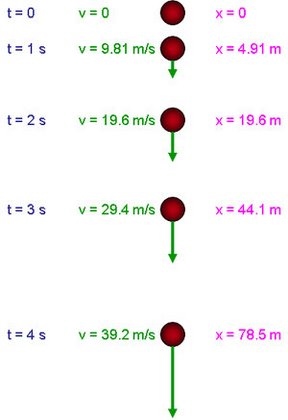 t = 0 v = 0 x = 0
t = 1 s v = 9.81 m/s x = 4.91 m
t = 2 s v = 19.6 m/s x = 19.6 m
t = 3 s v = 29.4 m/s x = 44.1 m
t = 4 s v = 39.2 m/s x = 78.5 m